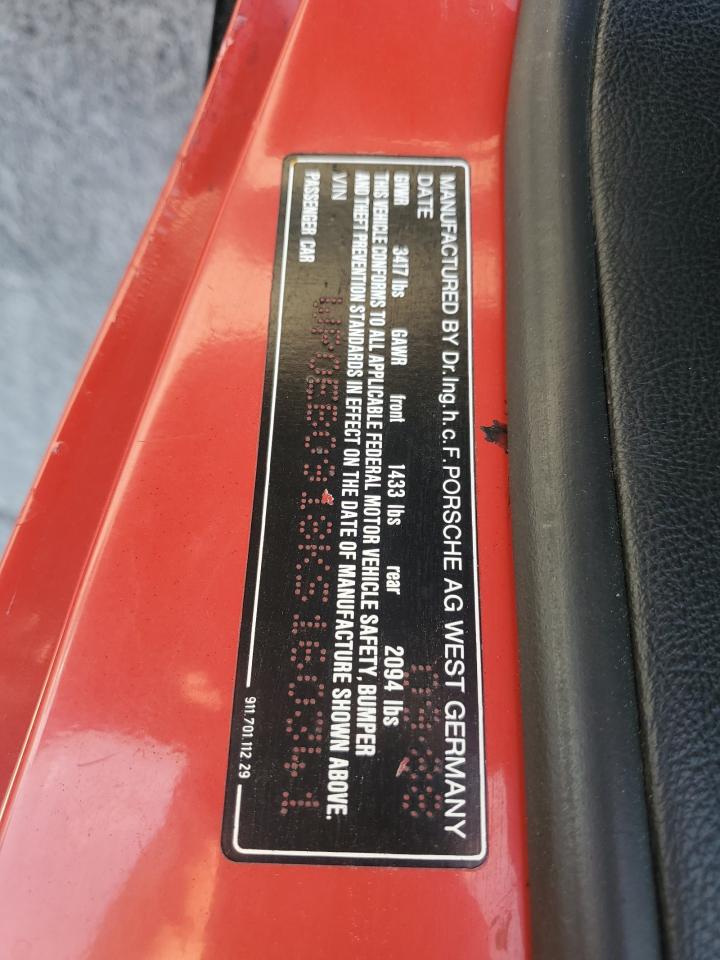 MANUFACTURED BY Dr.Ing.h.c.F.PORSCHE AG WEST GERMANY
DATE
GVWR 3417 lbs GAWR front 1433 lbs rear 2094 lbs
THIS VEHICLE CONFORMS TO ALL APPLICABLE FEDERAL MOTOR VEHICLE SAFETY, BUMPER
AND THEFT PREVENTION STANDARDS IN EFFECT ON THE DATE OF MANUFACTURE SHOWN ABOVE.
VIN
PASSENGER CAR
911.701.112.29